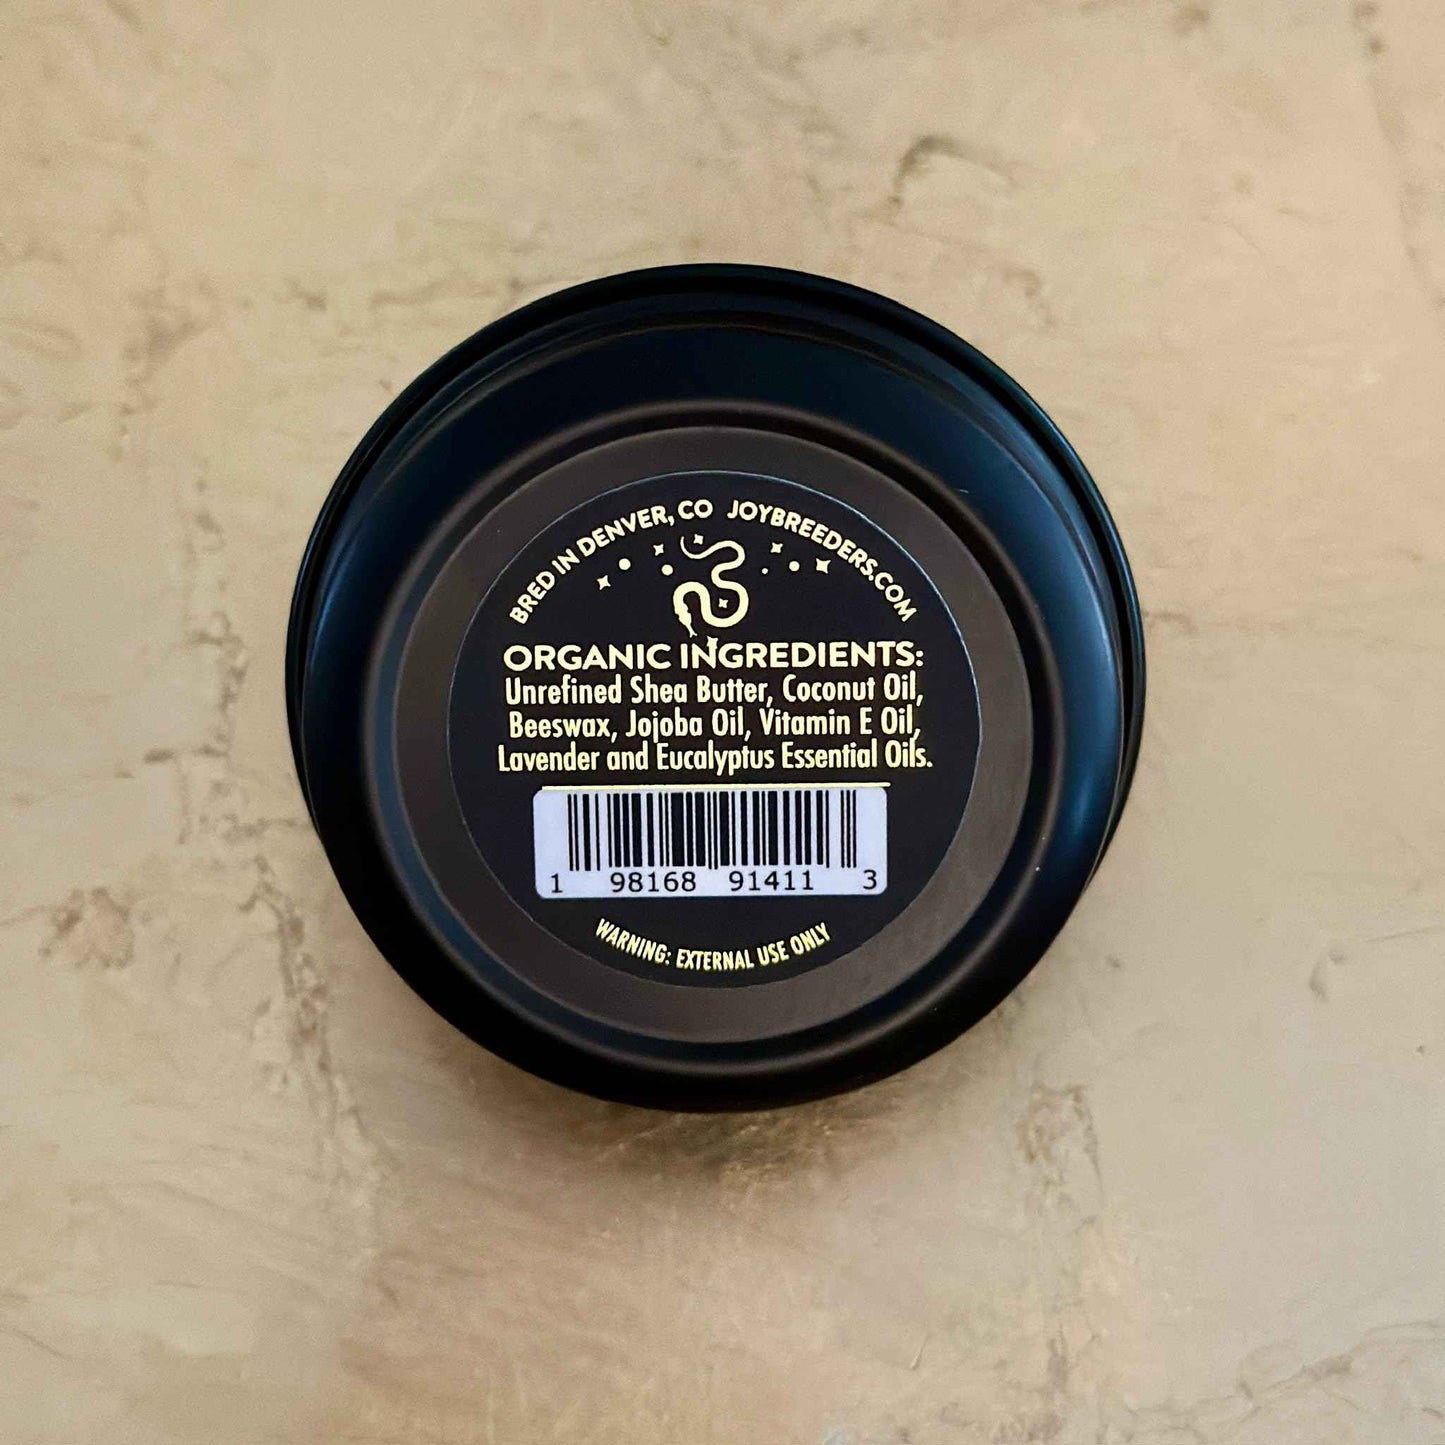 BRED IN DENVER, CO JOYBREEDERS.COM
ORGANIC INGREDIENTS:
Unrefined Shea Butter, Coconut Oil,
Beeswax, Jojoba Oil, Vitamin E Oil,
Lavender and Eucalyptus Essential Oils.
1 98168 91411 3
WARNING: EXTERNAL USE ONLY